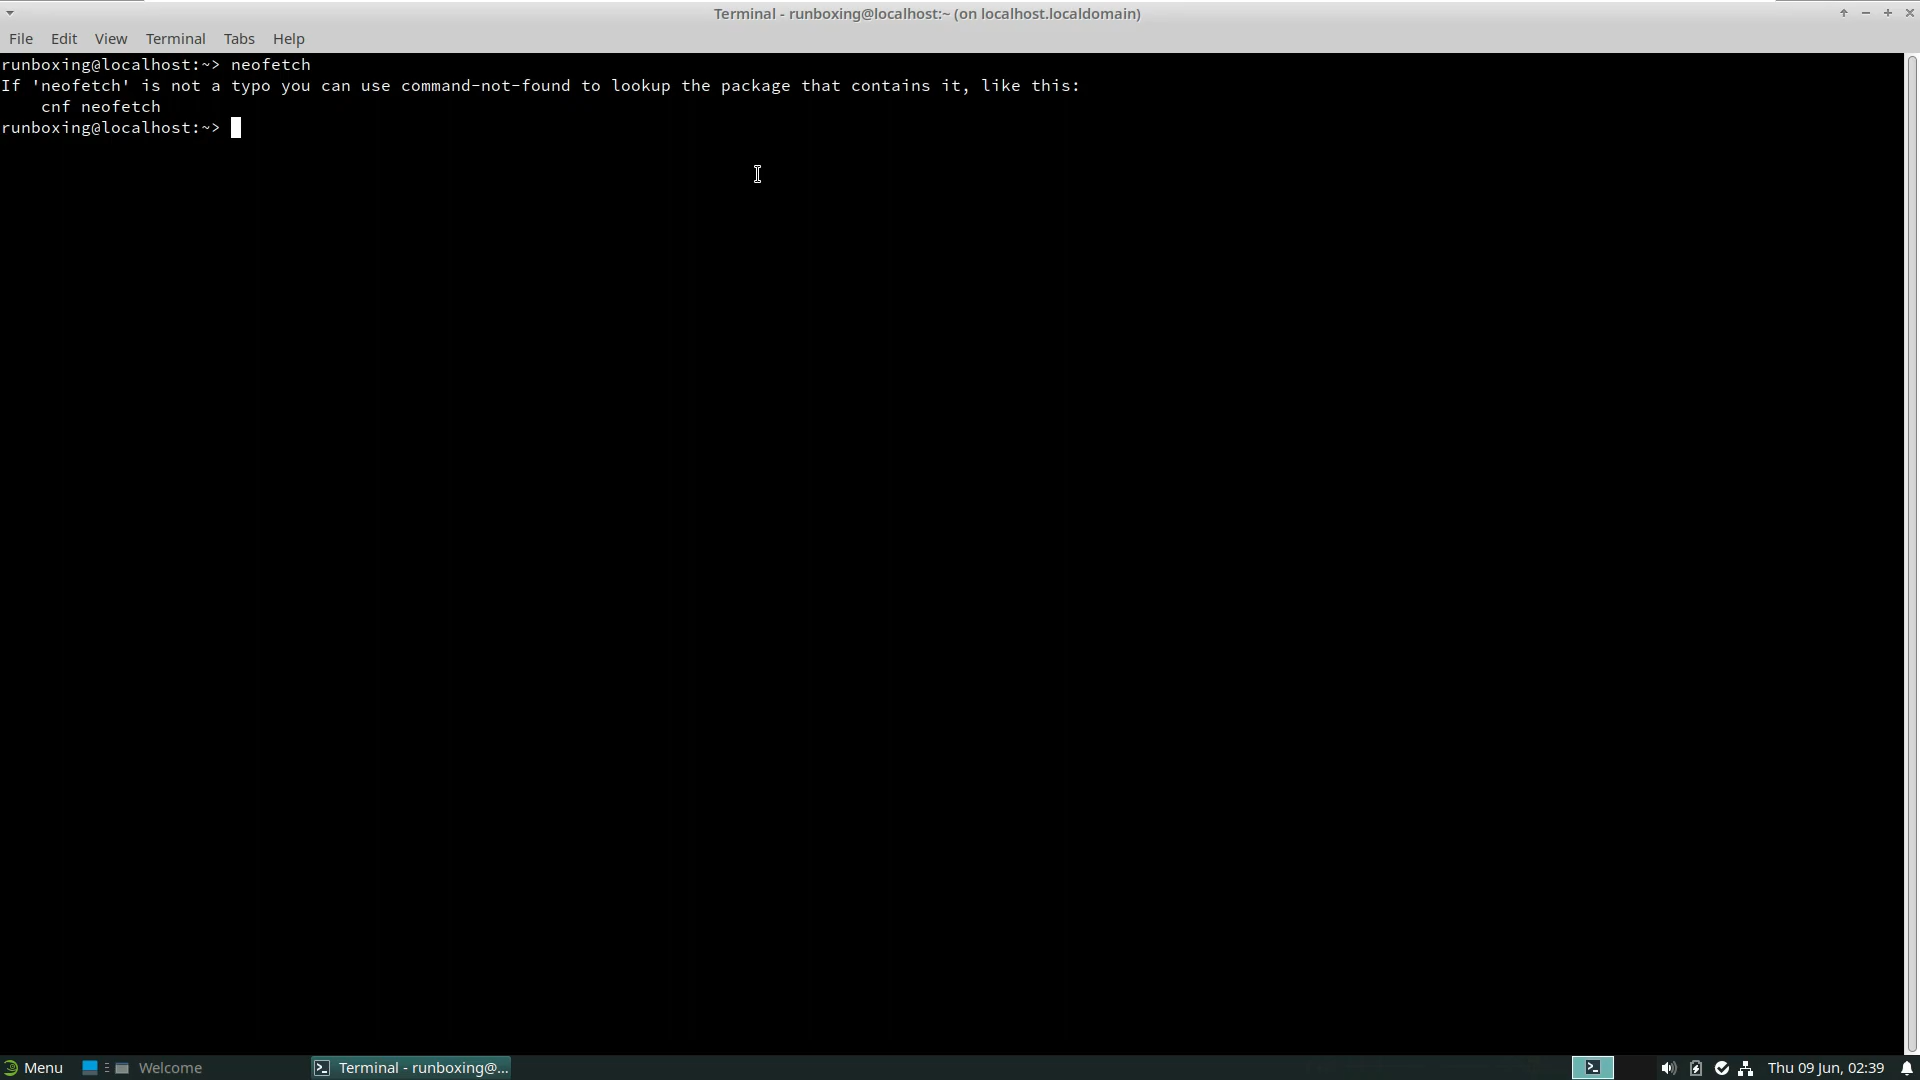 Terminal - runboxing@localhost:~ (on localhost.localdomain)
File Edit View Terminal Tabs Help
runboxing@localhost:~> neofetch
If 'neofetch' is not a typo you can use command-not-found to lookup the package that contains it, like this:
    cnf neofetch
runboxing@localhost:~>
Menu Welcome Terminal - runboxing@... Thu 09 Jun, 02:39